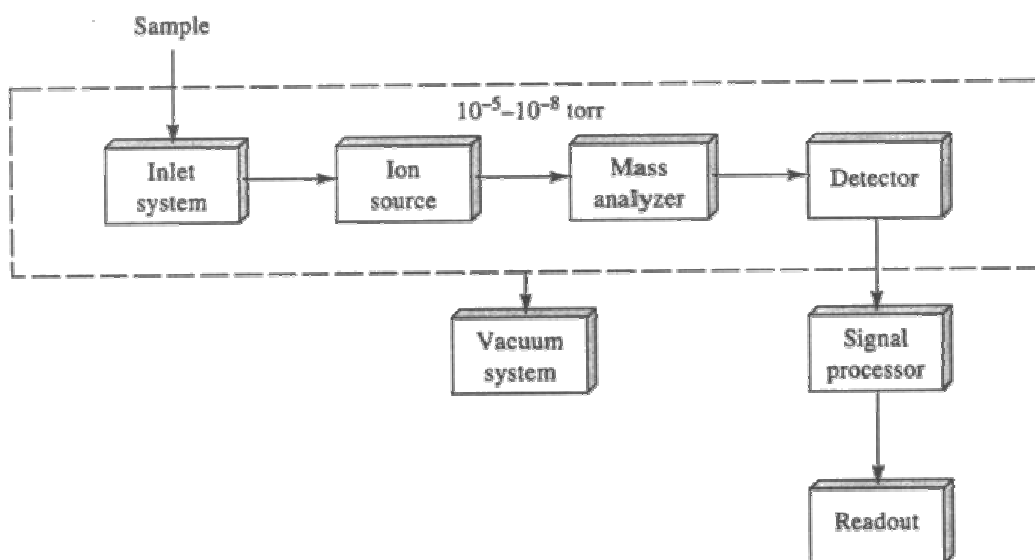 Sample
10⁻⁵–10⁻⁸ torr
Inlet
system
Ion
source
Mass
analyzer
Detector
Vacuum
system
Signal
processor
Readout